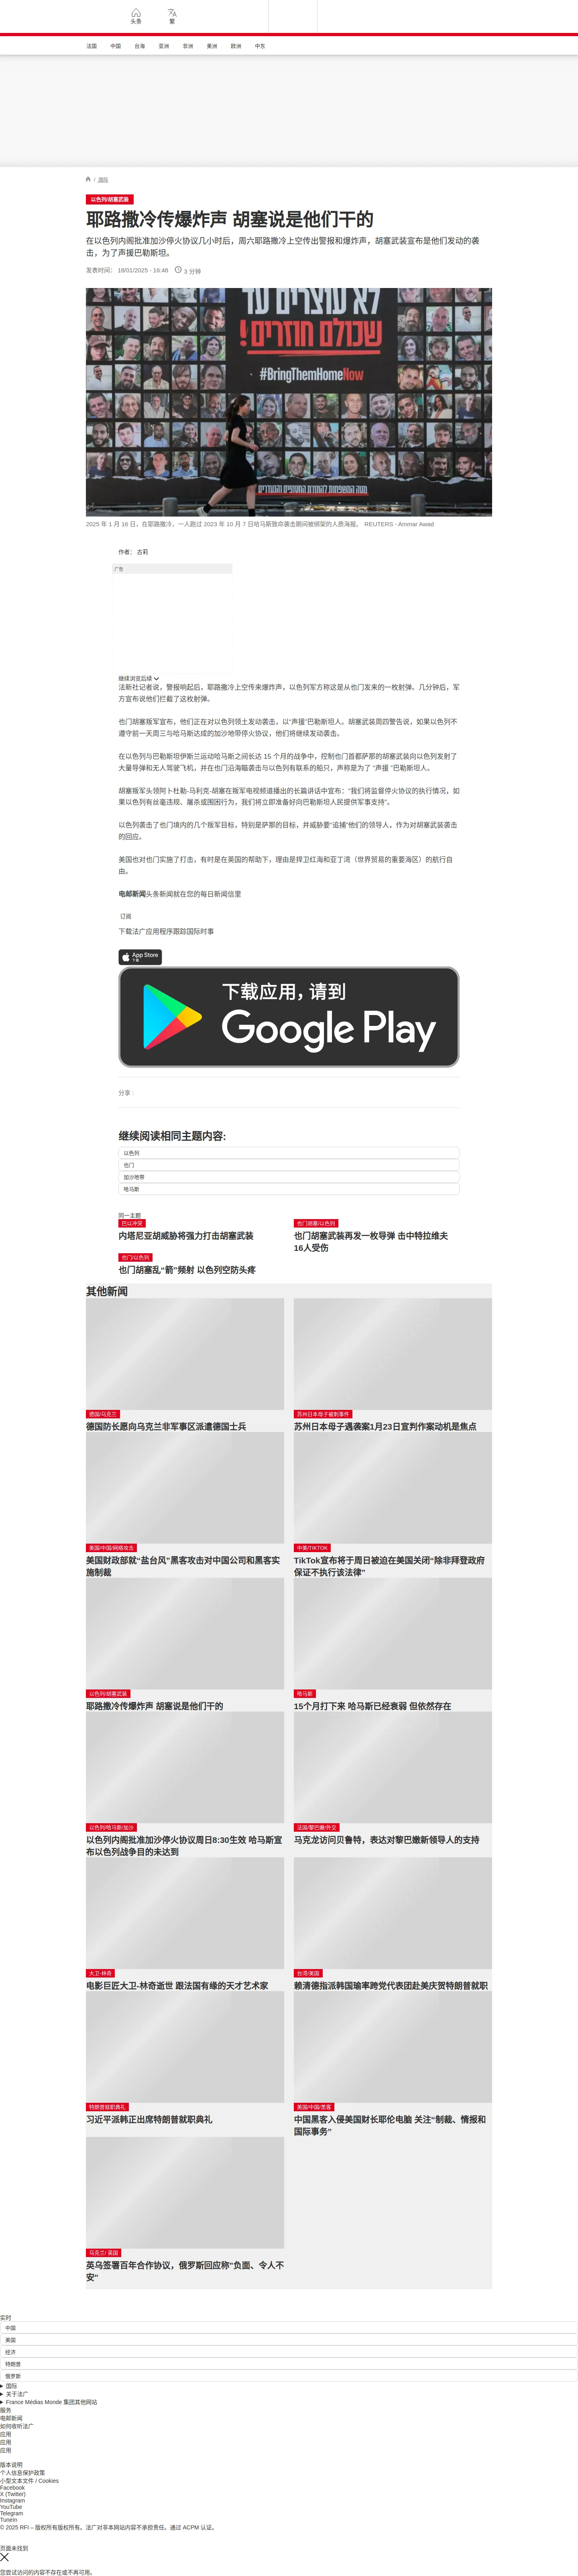 头条
繁
法国
中国
台海
亚洲
非洲
美洲
欧洲
中东
/ 国际
以色列/胡塞武装
耶路撒冷传爆炸声 胡塞说是他们干的
在以色列内阁批准加沙停火协议几小时后，周六耶路撒冷上空传出警报和爆炸声，胡塞武装宣布是他们发动的袭
击，为了声援巴勒斯坦。
发表时间： 18/01/2025 - 16:48
3 分钟
לא עוצרים עד
שכולם חוזרים!
#BringThemHomeNow
2025 年 1 月 16 日，在耶路撒冷，一人跑过 2023 年 10 月 7 日哈马斯致命袭击期间被绑架的人质海报。 REUTERS - Ammar Awad
作者： 古莉
广告
继续浏览后续
法新社记者说，警报响起后，耶路撒冷上空传来爆炸声，以色列军方称这是从也门发来的一枚射弹。几分钟后，军
方宣布说他们拦截了这枚射弹。
也门胡塞叛军宣布，他们正在对以色列领土发动袭击，以“声援”巴勒斯坦人。胡塞武装周四警告说，如果以色列不
遵守前一天周三与哈马斯达成的加沙地带停火协议，他们将继续发动袭击。
在以色列与巴勒斯坦伊斯兰运动哈马斯之间长达 15 个月的战争中，控制也门首都萨那的胡塞武装向以色列发射了
大量导弹和无人驾驶飞机，并在也门沿海瞄袭击与以色列有联系的船只，声称是为了 “声援 ”巴勒斯坦人。
胡塞叛军头领阿卜杜勒-马利克-胡塞在叛军电视频道播出的长篇讲话中宣布：“我们将监督停火协议的执行情况，如
果以色列有丝毫违规、屠杀或围困行为，我们将立即准备好向巴勒斯坦人民提供军事支持”。
以色列袭击了也门境内的几个叛军目标，特别是萨那的目标，并威胁要“追捕”他们的领导人，作为对胡塞武装袭击
的回应。
美国也对也门实施了打击，有时是在英国的帮助下，理由是捍卫红海和亚丁湾（世界贸易的重要海区）的航行自
由。
电邮新闻头条新闻就在您的每日新闻信里
订阅
下载法广应用程序跟踪国际时事
App Store
下载
下载应用，请到
Google Play
分享 :
继续阅读相同主题内容:
以色列
也门
加沙地带
哈马斯
同一主题
巴以冲突
内塔尼亚胡威胁将强力打击胡塞武装
也门胡塞/以色列
也门胡塞武装再发一枚导弹 击中特拉维夫
16人受伤
也门/以色列
也门胡塞乱“箭”频射 以色列空防头疼
其他新闻
德国/乌克兰
德国防长愿向乌克兰非军事区派遣德国士兵
苏州日本母子被刺事件
苏州日本母子遇袭案1月23日宣判作案动机是焦点
美国/中国/网络攻击
美国财政部就“盐台风”黑客攻击对中国公司和黑客实
施制裁
中美/TIKTOK
TikTok宣布将于周日被迫在美国关闭“除非拜登政府
保证不执行该法律”
以色列/胡塞武装
耶路撒冷传爆炸声 胡塞说是他们干的
哈马斯
15个月打下来 哈马斯已经衰弱 但依然存在
以色列/哈马斯/加沙
以色列内阁批准加沙停火协议周日8:30生效 哈马斯宣
布以色列战争目的未达到
法国/黎巴嫩/外交
马克龙访问贝鲁特，表达对黎巴嫩新领导人的支持
大卫-林奇
电影巨匠大卫-林奇逝世 跟法国有缘的天才艺术家
台湾/美国
赖清德指派韩国瑜率跨党代表团赴美庆贺特朗普就职
特朗普就职典礼
习近平派韩正出席特朗普就职典礼
美国/中国/黑客
中国黑客入侵美国财长耶伦电脑 关注“制裁、情报和
国际事务”
乌克兰/ 英国
英乌签署百年合作协议，俄罗斯回应称“负面、令人不
安”
实时
中国
美国
经济
特朗普
俄罗斯
国际
关于法广
France Médias Monde 集团其他网站
服务
电邮新闻
如何收听法广
应用
应用
应用
版本说明
个人信息保护政策
小型文本文件 / Cookies
Facebook
X (Twitter)
Instagram
YouTube
Telegram
TuneIn
© 2025 RFI – 版权所有版权所有。法广对非本网站内容不承担责任。通过 ACPM 认证。
页面未找到
您尝试访问的内容不存在或不再可用。